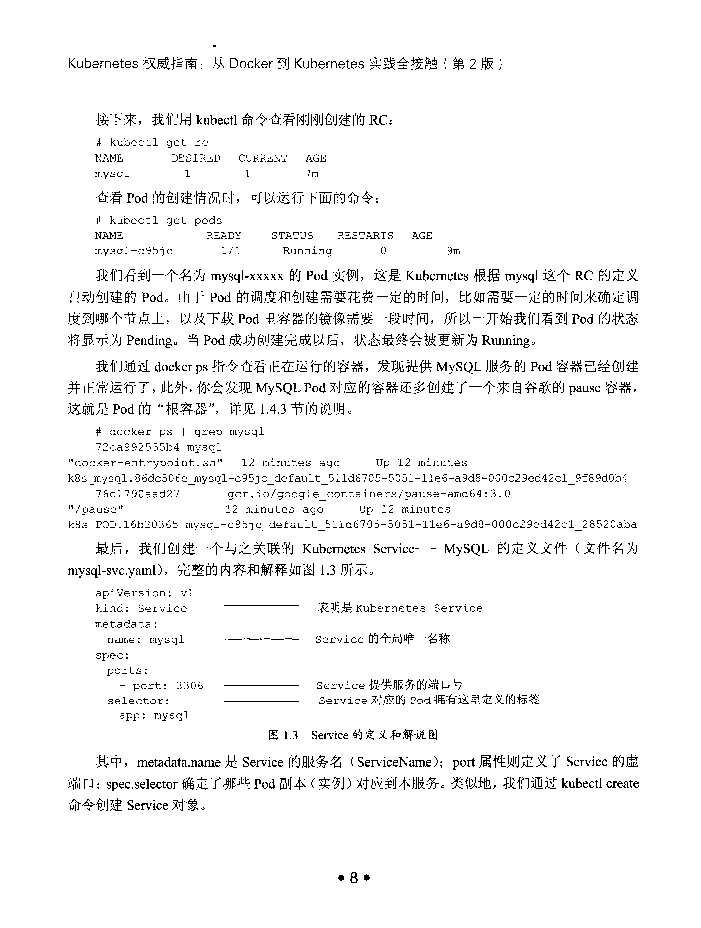 Kubernetes 权威指南：从 Docker 到 Kubernetes 实践全接触（第 2 版）
接下来，我们用 kubectl 命令查看刚刚创建的 RC：
# kubectl get rc
NAME DESIRED CURRENT AGE
mysql 1 1 7m
查看 Pod 的创建情况时，可以运行下面的命令：
# kubectl get pods
NAME READY STATUS RESTARTS AGE
mysql-c95jc 1/1 Running 0 9m
我们看到一个名为 mysql-xxxxx 的 Pod 实例，这是 Kubernetes 根据 mysql 这个 RC 的定义
自动创建的 Pod。由于 Pod 的调度和创建需要花费一定的时间，比如需要一定的时间来确定调
度到哪个节点上，以及下载 Pod 里容器的镜像需要一段时间，所以一开始我们看到 Pod 的状态
将显示为 Pending。当 Pod 成功创建完成以后，状态最终会被更新为 Running。
我们通过 docker ps 指令查看正在运行的容器，发现提供 MySQL 服务的 Pod 容器已经创建
并正常运行了，此外，你会发现 MySQL Pod 对应的容器还多创建了一个来自谷歌的 pause 容器，
这就是 Pod 的“根容器”，详见 1.4.3 节的说明。
# docker ps | grep mysql
mysql
"docker-entrypoint.sh" 12 minutes ago Up 12 minutes
gcr.io/google_containers/pause-amd64:3.0
"/pause" 12 minutes ago Up 12 minutes
最后，我们创建一个与之关联的 Kubernetes Service——MySQL 的定义文件（文件名为
mysql-svc.yaml），完整的内容和解释如图 1.3 所示。
apiVersion: v1
kind: Service 表明是 Kubernetes Service
metadata:
name: mysql Service 的全局唯一名称
spec:
ports:
- port: 3306 Service 提供服务的端口号
selector: Service 对应的 Pod 拥有这里定义的标签
app: mysql
图 1.3 Service 的定义和解说图
其中，metadata.name 是 Service 的服务名（ServiceName）；port 属性则定义了 Service 的虚
端口；spec.selector 确定了哪些 Pod 副本（实例）对应到本服务。类似地，我们通过 kubectl create
命令创建 Service 对象。
• 8 •